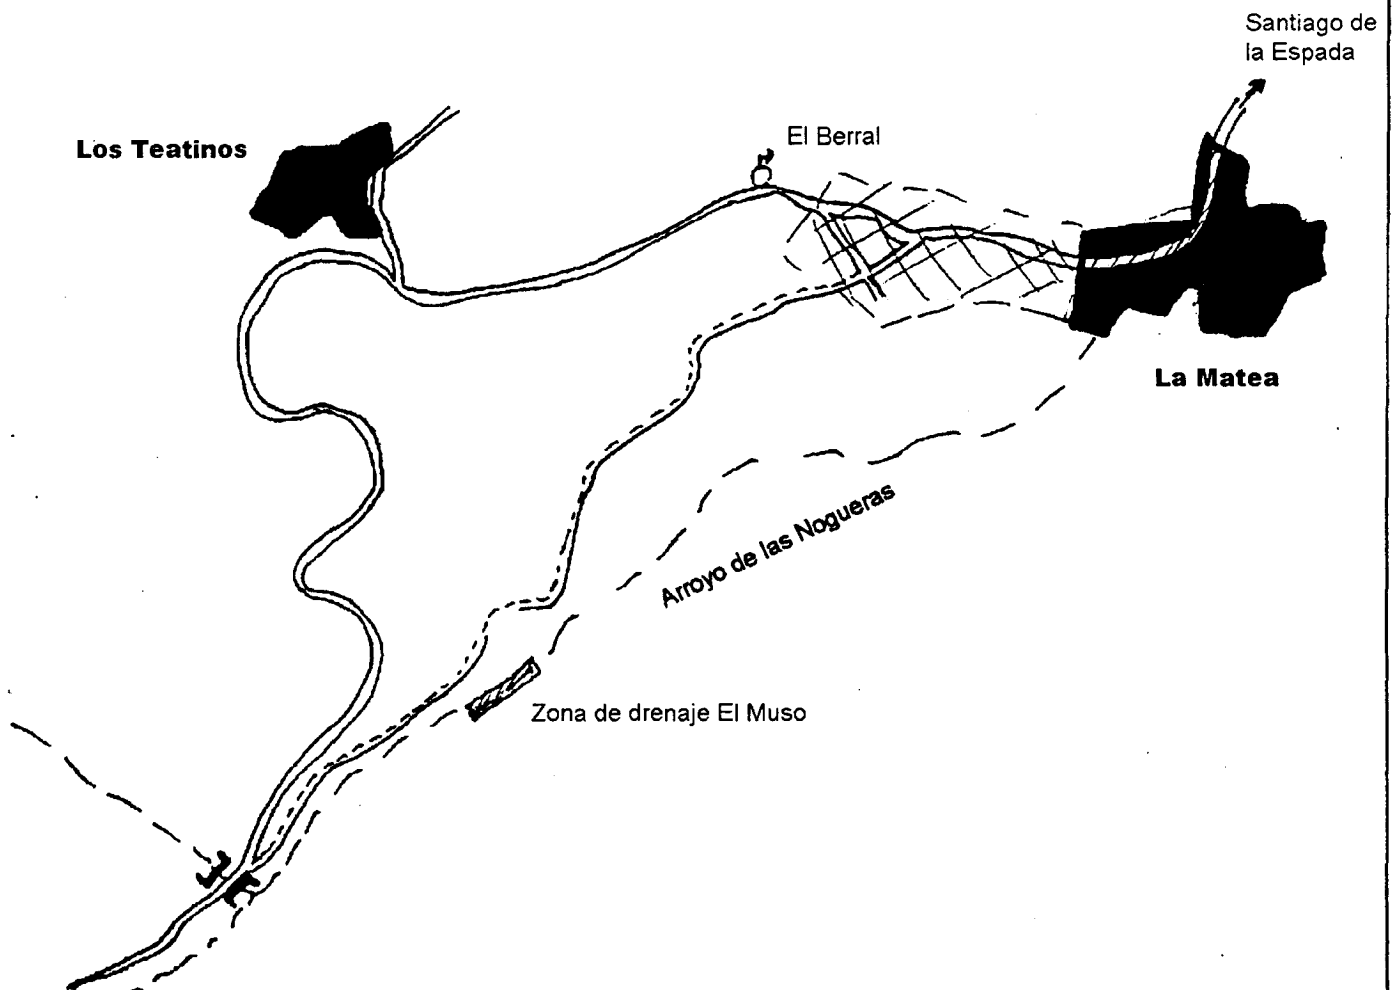 Santiago de
la Espada
El Berral
Los Teatinos
La Matea
Arroyo de las Nogueras
Zona de drenaje El Muso